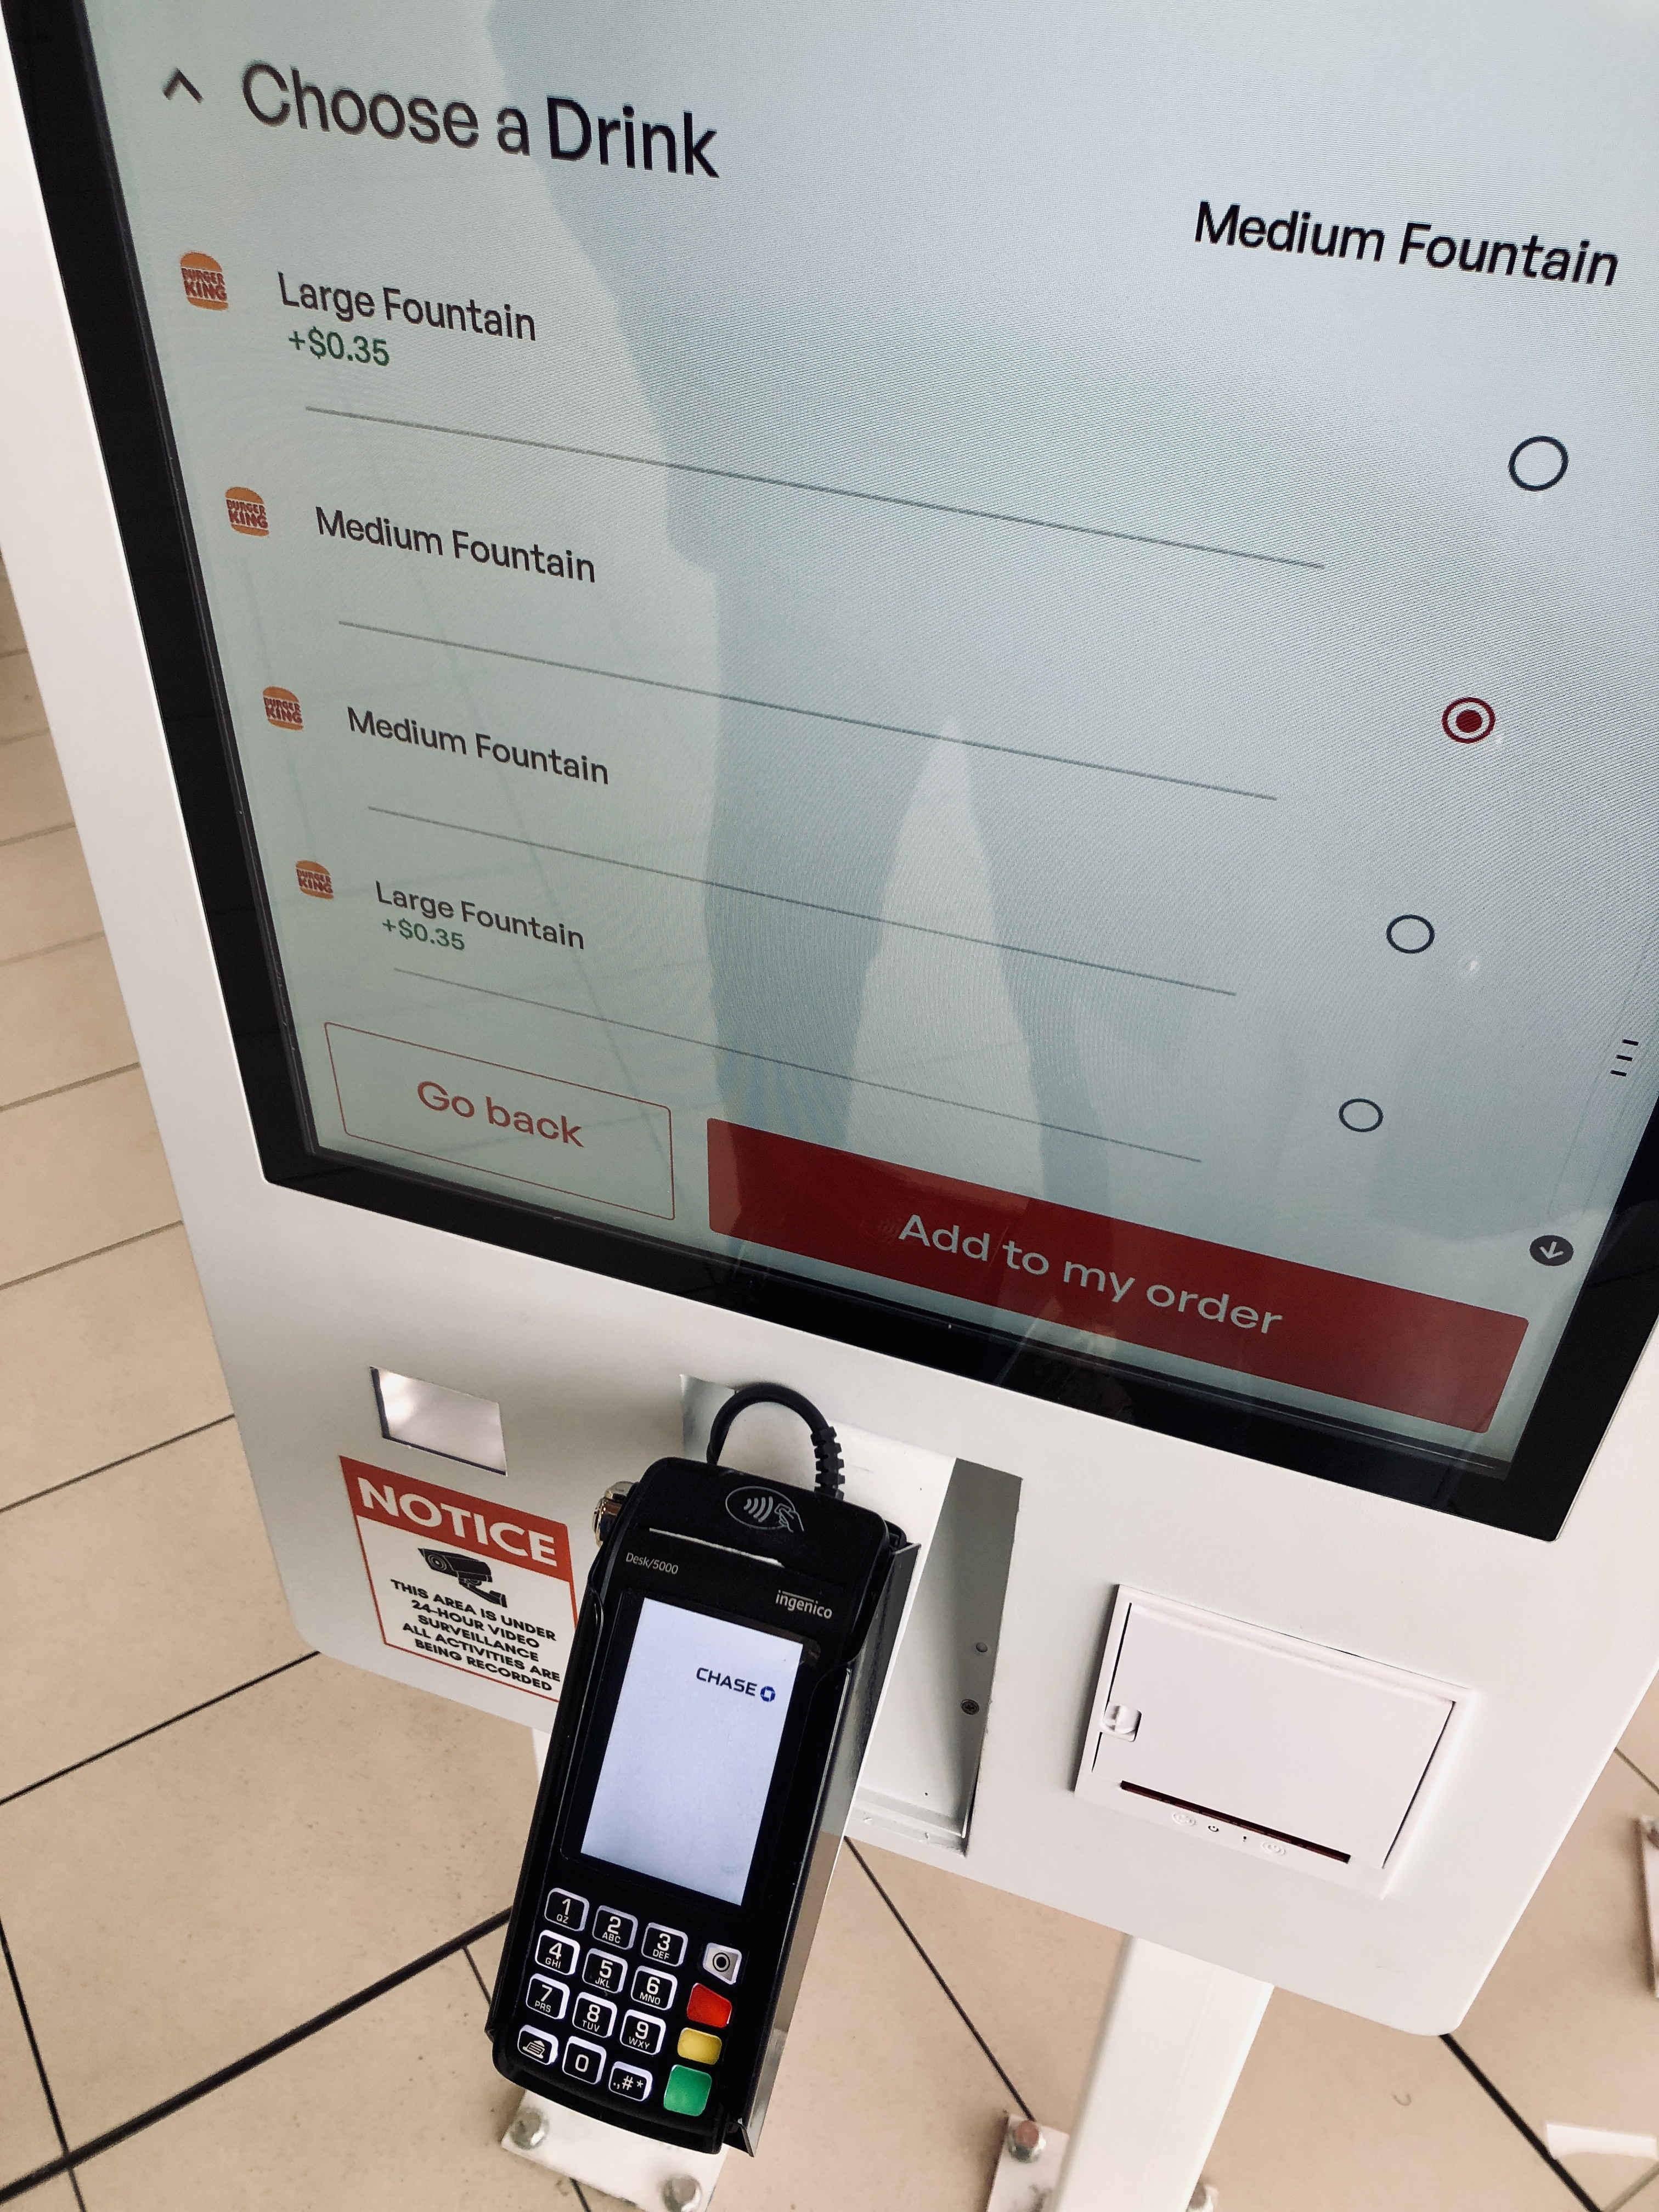 Choose a Drink
Medium Fountain
BURGER KING
Large Fountain
+$0.35
BURGER KING
Medium Fountain
BURGER KING
Medium Fountain
BURGER KING
Large Fountain
+$0.35
Go back
Add to my order
NOTICE
THIS AREA IS UNDER
24-HOUR VIDEO
SURVEILLANCE
ALL ACTIVITIES ARE
BEING RECORDED
Desk/5000
ingenico
CHASE
1 2 3
QZ ABC DEF
4 5 6
GHI JKL MNO
7 8 9
PRS TUV WXY
0 .,#*